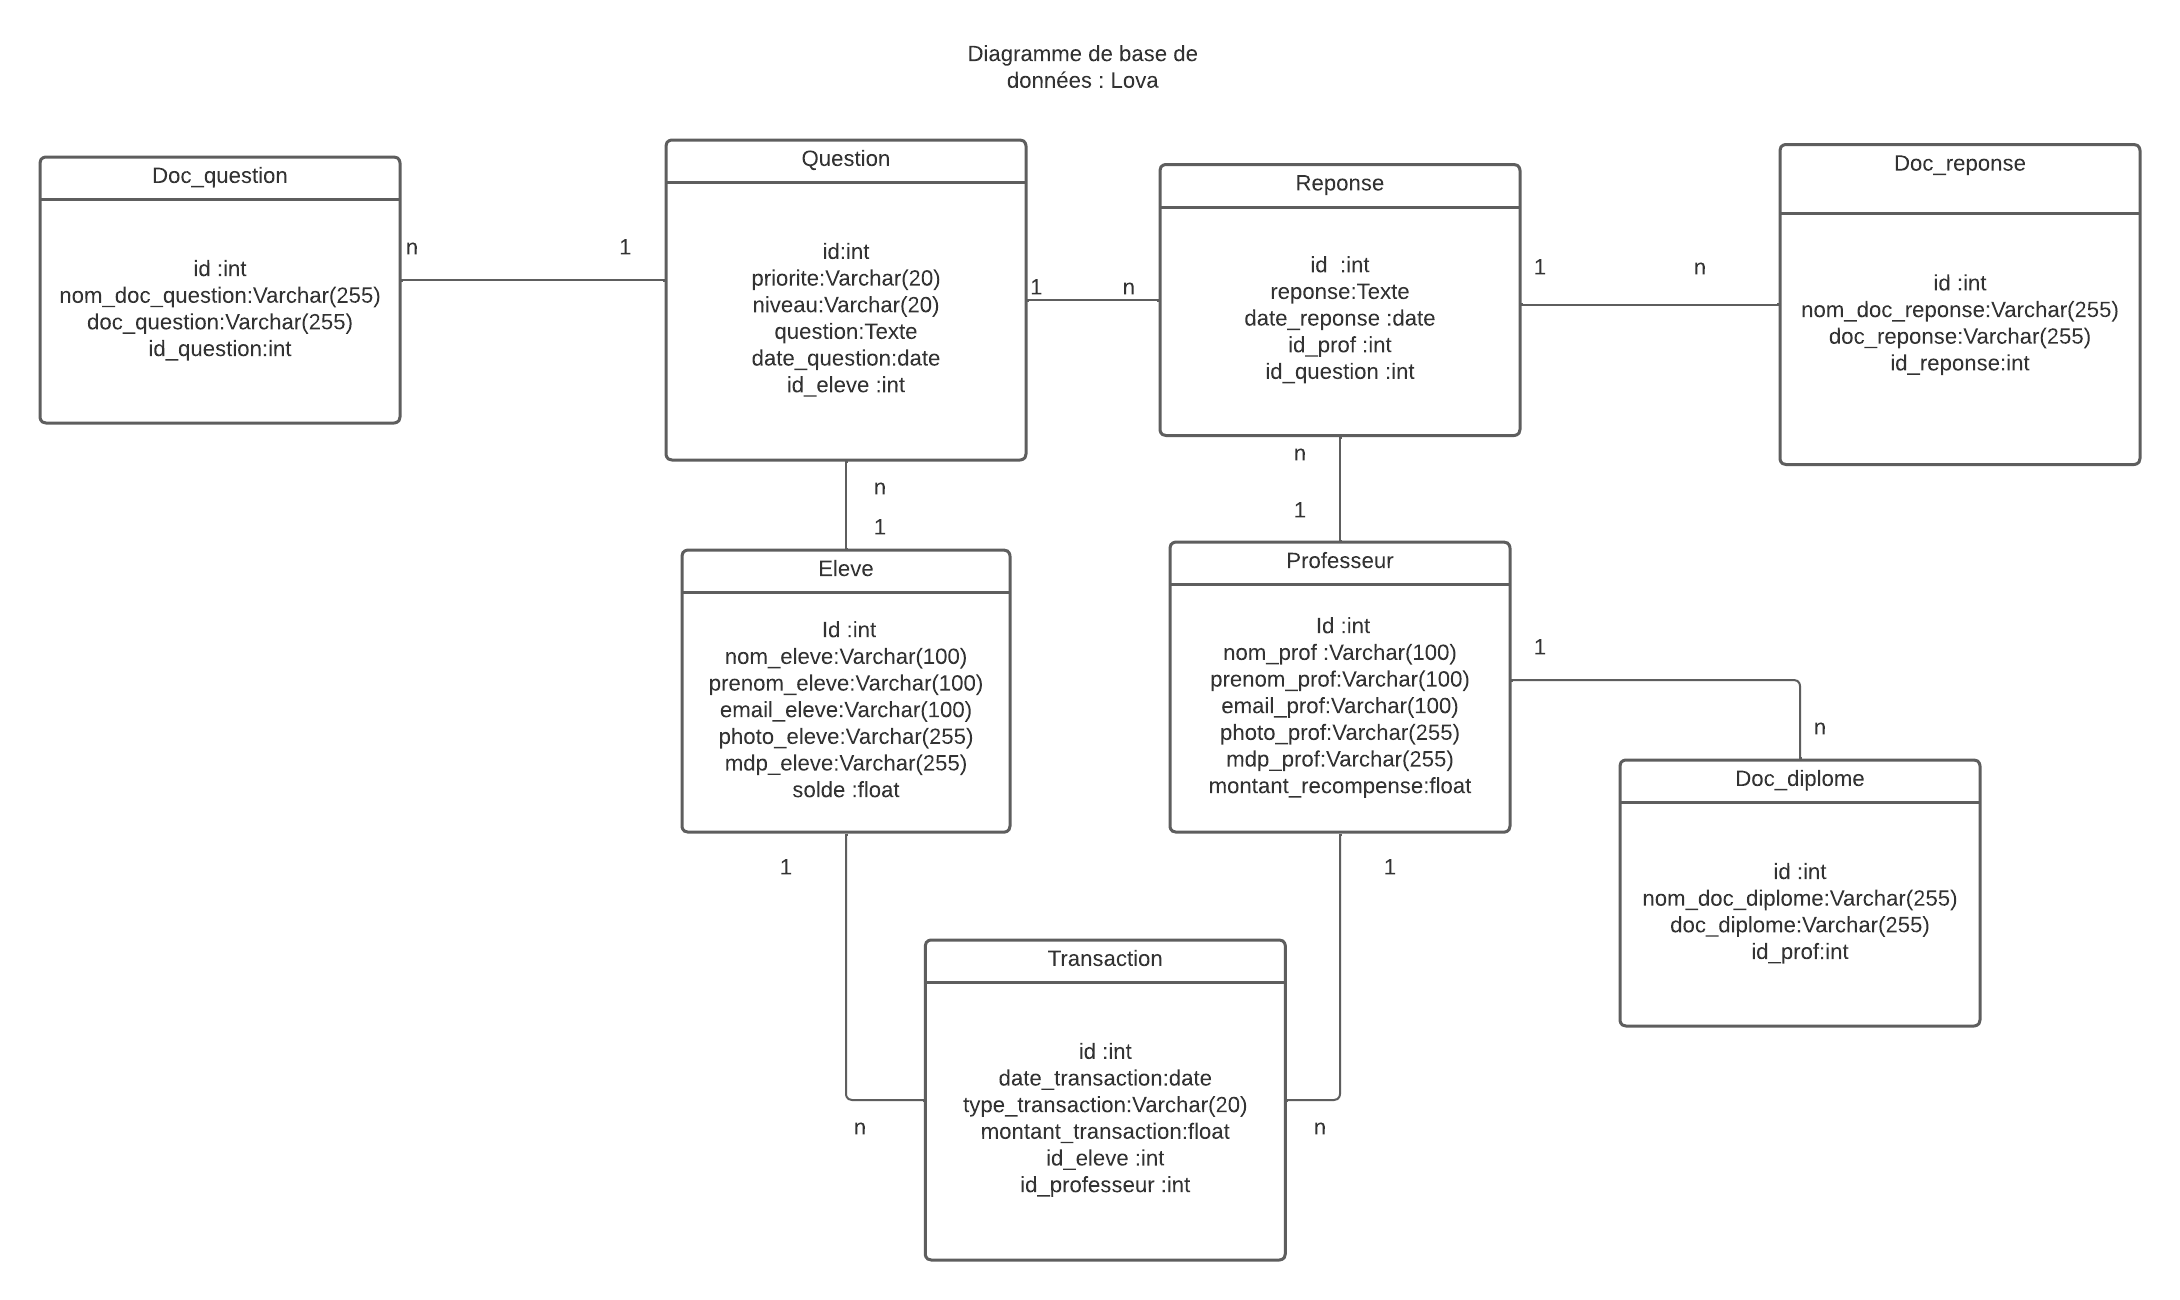 Diagramme de base de
données : Lova
Doc_question
id :int
nom_doc_question:Varchar(255)
doc_question:Varchar(255)
id_question:int
n
1
Question
id:int
priorite:Varchar(20)
niveau:Varchar(20)
question:Texte
date_question:date
id_eleve :int
1
n
Reponse
id  :int
reponse:Texte
date_reponse :date
id_prof :int
id_question :int
1
n
Doc_reponse
id :int
nom_doc_reponse:Varchar(255)
doc_reponse:Varchar(255)
id_reponse:int
n
1
n
1
Eleve
Id :int
nom_eleve:Varchar(100)
prenom_eleve:Varchar(100)
email_eleve:Varchar(100)
photo_eleve:Varchar(255)
mdp_eleve:Varchar(255)
solde :float
Professeur
Id :int
nom_prof :Varchar(100)
prenom_prof:Varchar(100)
email_prof:Varchar(100)
photo_prof:Varchar(255)
mdp_prof:Varchar(255)
montant_recompense:float
1
n
Doc_diplome
id :int
nom_doc_diplome:Varchar(255)
doc_diplome:Varchar(255)
id_prof:int
1
1
Transaction
id :int
date_transaction:date
type_transaction:Varchar(20)
montant_transaction:float
id_eleve :int
id_professeur :int
n
n